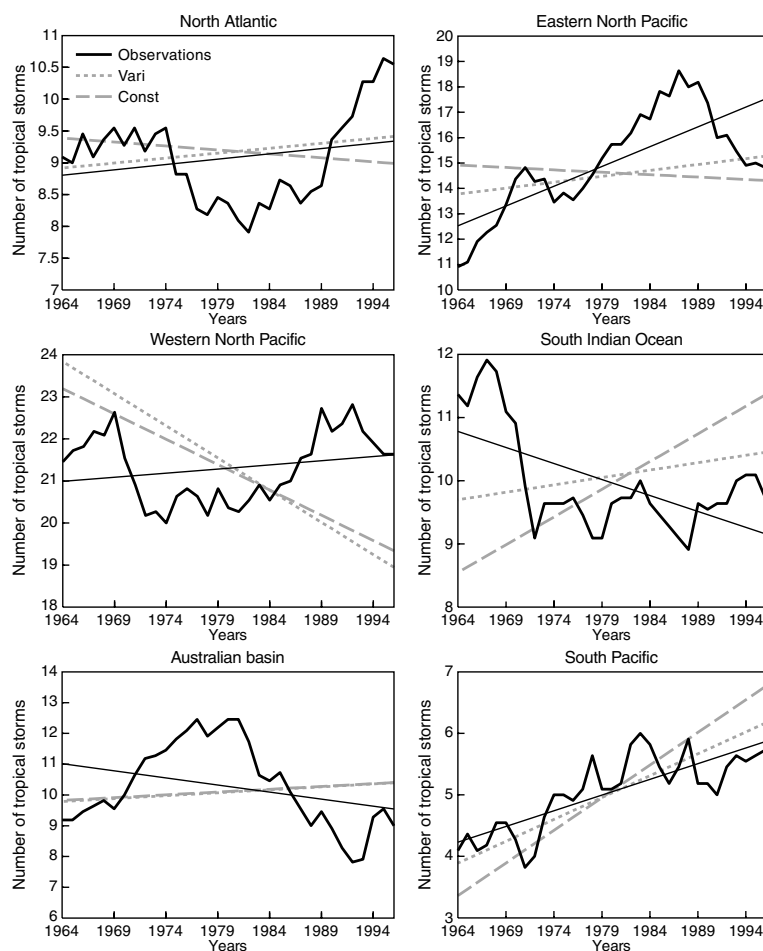 North Atlantic
Number of tropical storms
11
10.5
10
9.5
9
8.5
8
7.5
7
Observations
Vari
Const
1964 1969 1974 1979 1984 1989 1994
Years
Eastern North Pacific
Number of tropical storms
20
19
18
17
16
15
14
13
12
11
10
1964 1969 1974 1979 1984 1989 1994
Years
Western North Pacific
Number of tropical storms
24
23
22
21
20
19
18
1964 1969 1974 1979 1984 1989 1994
Years
South Indian Ocean
Number of tropical storms
12
11
10
9
8
1964 1969 1974 1979 1984 1989 1994
Years
Australian basin
Number of tropical storms
14
13
12
11
10
9
8
7
6
1964 1969 1974 1979 1984 1989 1994
Years
South Pacific
Number of tropical storms
7
6
5
4
3
1964 1969 1974 1979 1984 1989 1994
Years